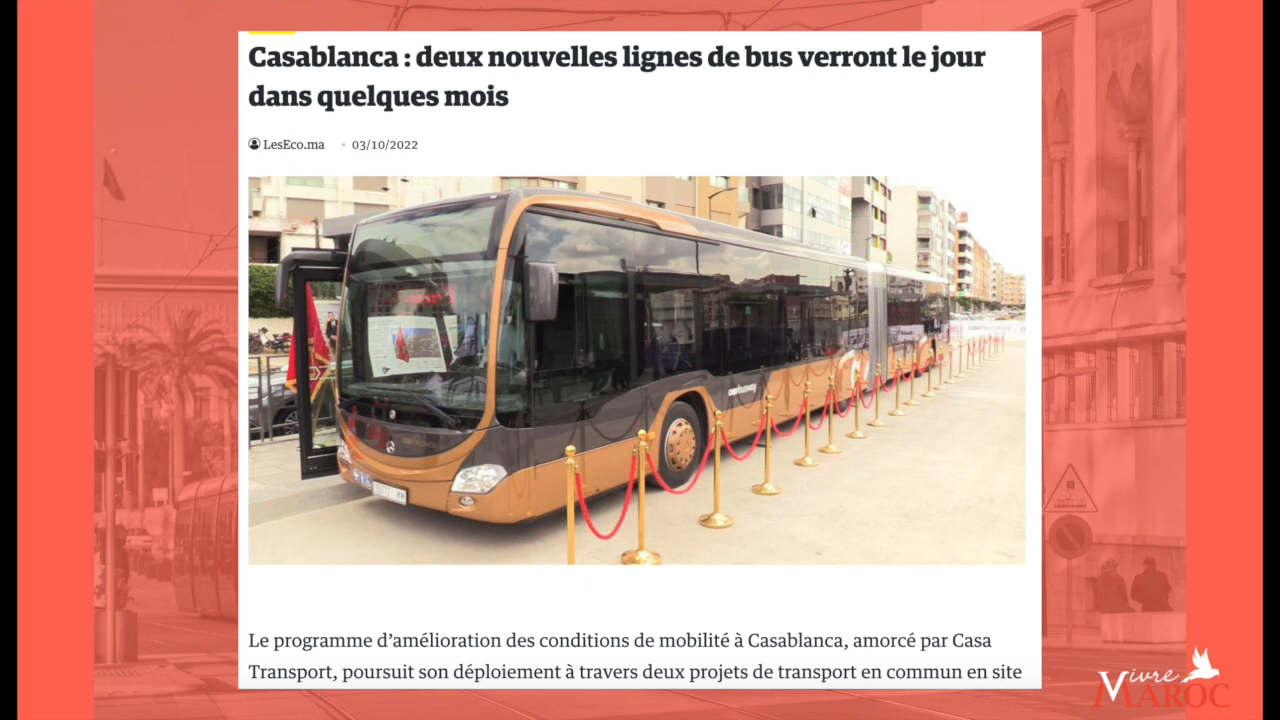 Casablanca : deux nouvelles lignes de bus verront le jour
dans quelques mois
LesEco.ma • 03/10/2022
casabusway
Le programme d’amélioration des conditions de mobilité à Casablanca, amorcé par Casa
Transport, poursuit son déploiement à travers deux projets de transport en commun en site
Vivre
MAROC